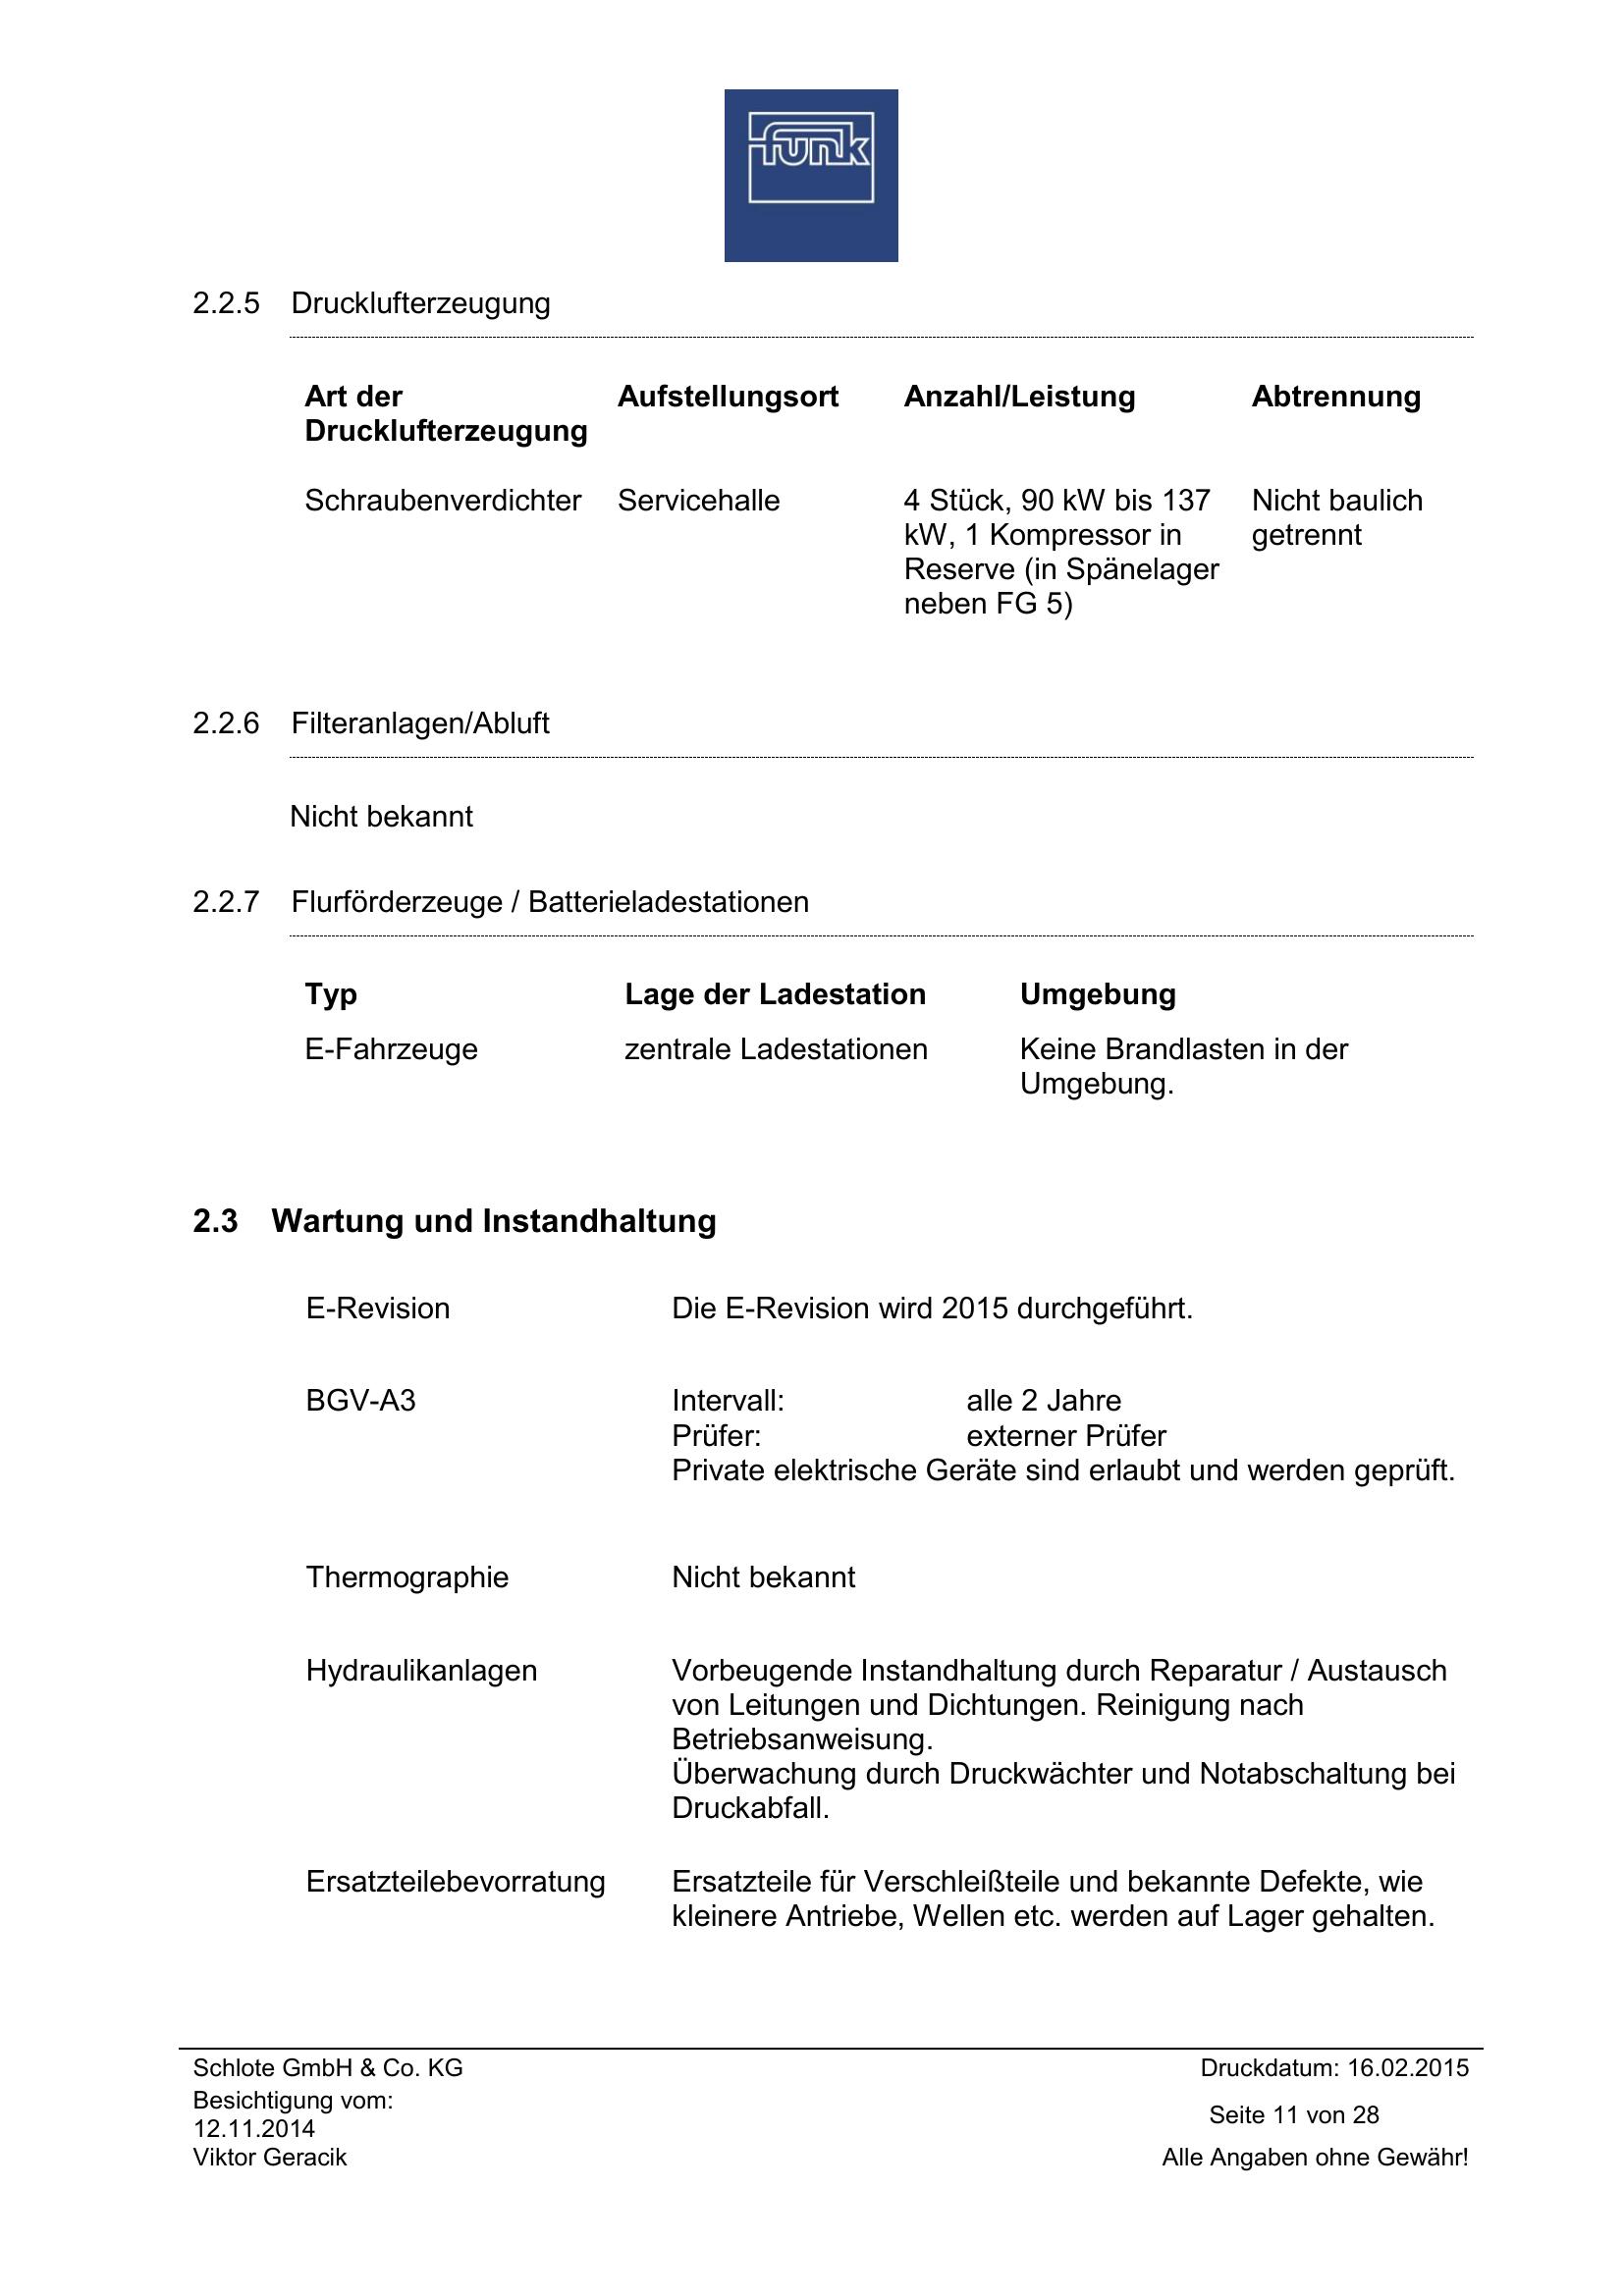 funk
2.2.5 Drucklufterzeugung
Art der Drucklufterzeugung Aufstellungsort Anzahl/Leistung Abtrennung
Schraubenverdichter Servicehalle 4 Stück, 90 kW bis 137 Nicht baulich
kW, 1 Kompressor in getrennt
Reserve (in Spänelager
neben FG 5)
2.2.6 Filteranlagen/Abluft
Nicht bekannt
2.2.7 Flurförderzeuge / Batterieladestationen
Typ Lage der Ladestation Umgebung
E-Fahrzeuge zentrale Ladestationen Keine Brandlasten in der
Umgebung.
2.3 Wartung und Instandhaltung
E-Revision Die E-Revision wird 2015 durchgeführt.
BGV-A3 Intervall: alle 2 Jahre
Prüfer: externer Prüfer
Private elektrische Geräte sind erlaubt und werden geprüft.
Thermographie Nicht bekannt
Hydraulikanlagen Vorbeugende Instandhaltung durch Reparatur / Austausch
von Leitungen und Dichtungen. Reinigung nach
Betriebsanweisung.
Überwachung durch Druckwächter und Notabschaltung bei
Druckabfall.
Ersatzteilebevorratung Ersatzteile für Verschleißteile und bekannte Defekte, wie
kleinere Antriebe, Wellen etc. werden auf Lager gehalten.
Schlote GmbH & Co. KG Druckdatum: 16.02.2015
Besichtigung vom:
12.11.2014 Seite 11 von 28
Viktor Geracik Alle Angaben ohne Gewähr!